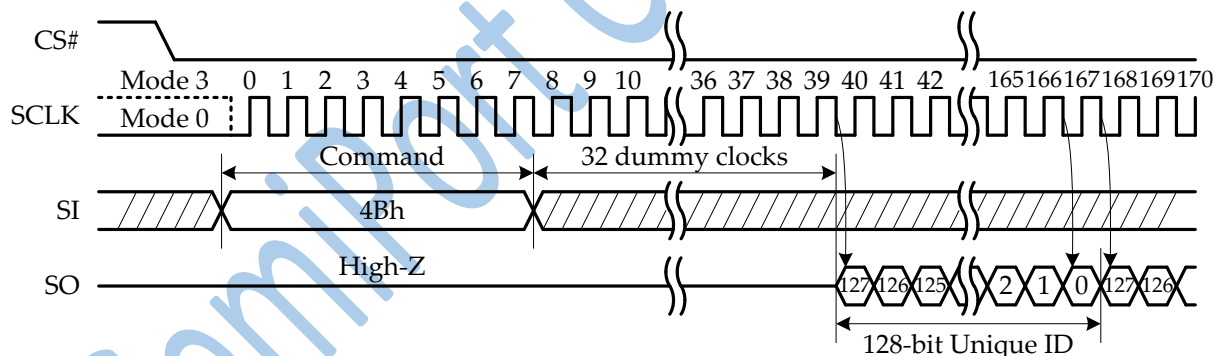 CS#
Mode 3 0 1 2 3 4 5 6 7 8 9 10 36 37 38 39 40 41 42 165 166 167 168 169 170
SCLK
Mode 0
Command 32 dummy clocks
SI
4Bh
High-Z
SO
127 126 125 2 1 0 127 126
128-bit Unique ID